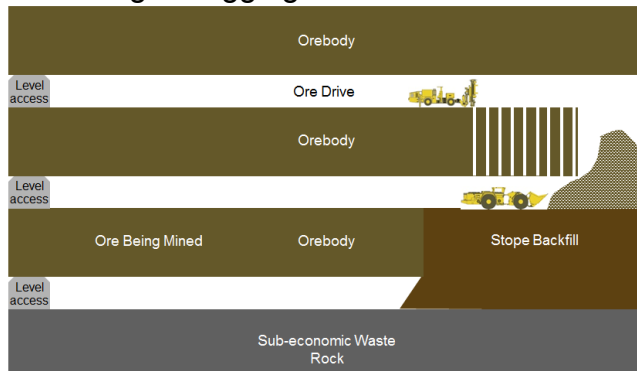 Orebody
Level
access
Ore Drive
Orebody
Level
access
Ore Being Mined
Orebody
Stope Backfill
Level
access
Sub-economic Waste
Rock